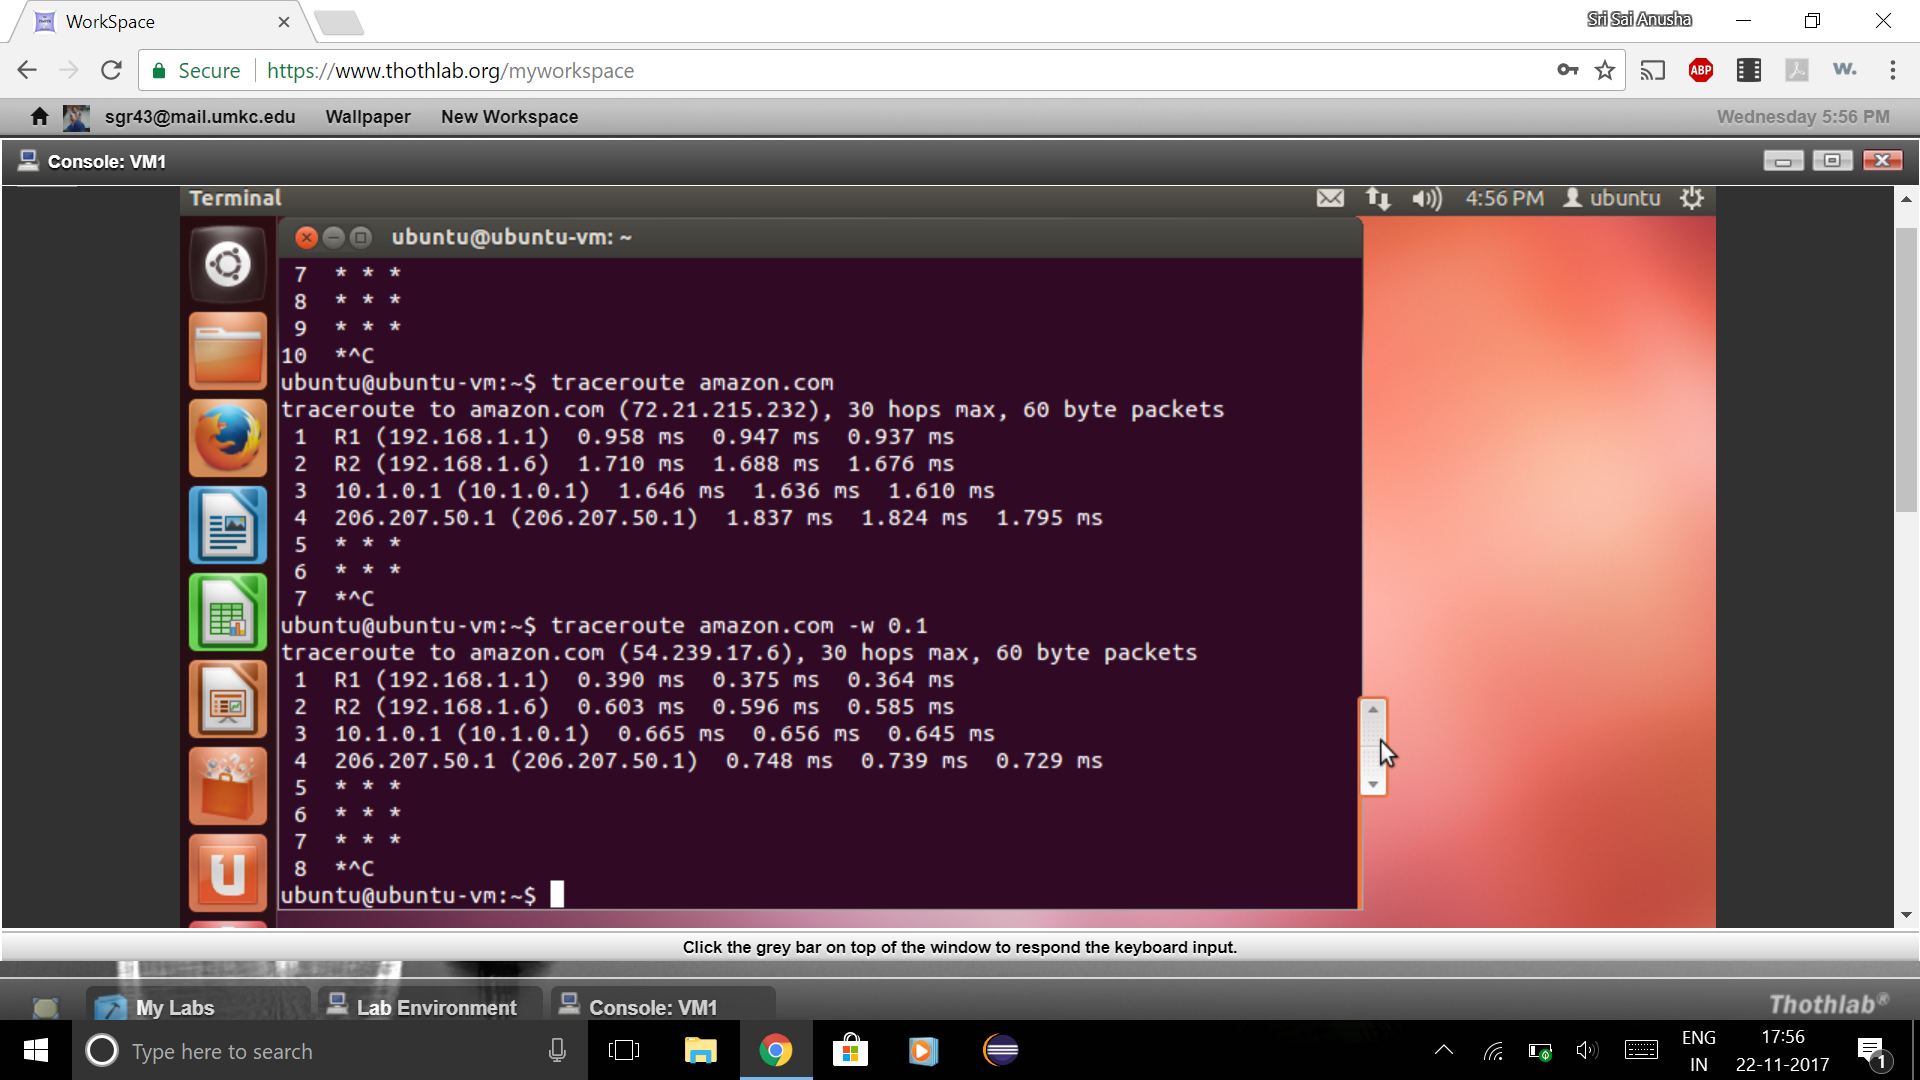 WorkSpace
Sri Sai Anusha
Secure https://www.thothlab.org/myworkspace
ABP
W.
sgr43@mail.umkc.edu Wallpaper New Workspace Wednesday 5:56 PM
Console: VM1
Terminal 4:56 PM ubuntu
ubuntu@ubuntu-vm: ~
7 * * *
8 * * *
9 * * *
10 *^C
ubuntu@ubuntu-vm:~$ traceroute amazon.com
traceroute to amazon.com (72.21.215.232), 30 hops max, 60 byte packets
1 R1 (192.168.1.1) 0.958 ms 0.947 ms 0.937 ms
2 R2 (192.168.1.6) 1.710 ms 1.688 ms 1.676 ms
3 10.1.0.1 (10.1.0.1) 1.646 ms 1.636 ms 1.610 ms
4 206.207.50.1 (206.207.50.1) 1.837 ms 1.824 ms 1.795 ms
5 * * *
6 * * *
7 *^C
ubuntu@ubuntu-vm:~$ traceroute amazon.com -w 0.1
traceroute to amazon.com (54.239.17.6), 30 hops max, 60 byte packets
1 R1 (192.168.1.1) 0.390 ms 0.375 ms 0.364 ms
2 R2 (192.168.1.6) 0.603 ms 0.596 ms 0.585 ms
3 10.1.0.1 (10.1.0.1) 0.665 ms 0.656 ms 0.645 ms
4 206.207.50.1 (206.207.50.1) 0.748 ms 0.739 ms 0.729 ms
5 * * *
6 * * *
7 * * *
8 *^C
ubuntu@ubuntu-vm:~$
Click the grey bar on top of the window to respond the keyboard input.
My Labs Lab Environment Console: VM1 Thothlab®
Type here to search
ENG 17:56
IN 22-11-2017 1